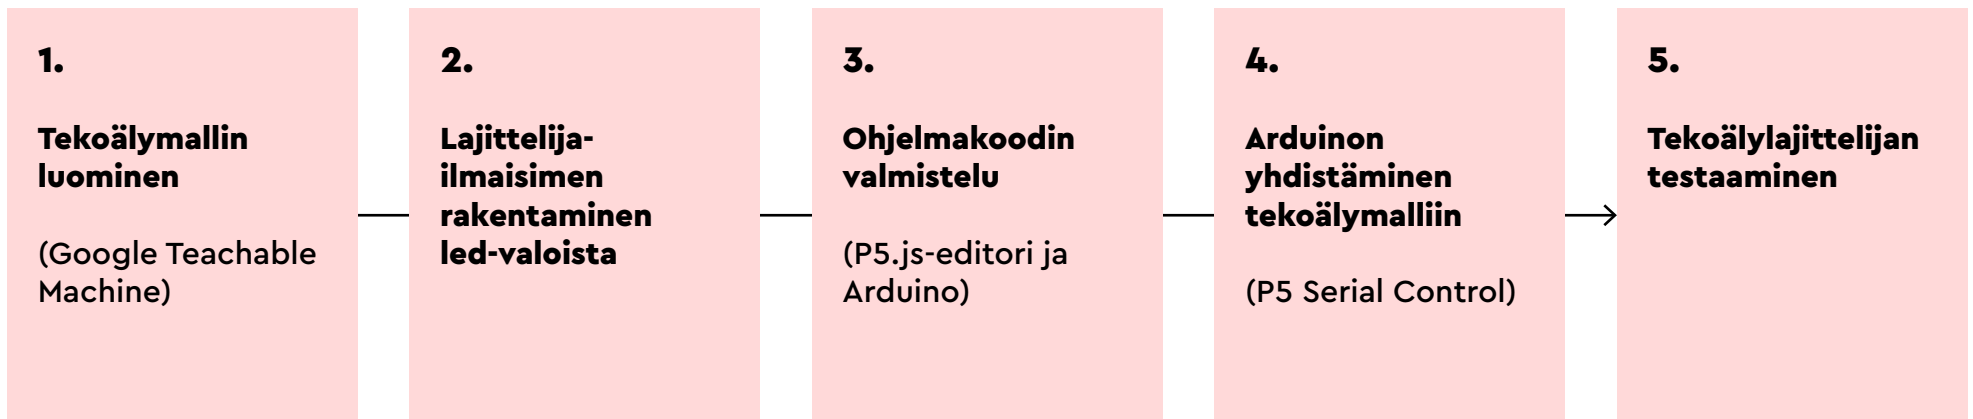 1.
Tekoälymallin
luominen
(Google Teachable
Machine)
2.
Lajittelija-
ilmaisimen
rakentaminen
led-valoista
3.
Ohjelmakoodin
valmistelu
(P5.js-editori ja
Arduino)
4.
Arduinon
yhdistäminen
tekoälymalliin
(P5 Serial Control)
5.
Tekoälylajittelijan
testaaminen